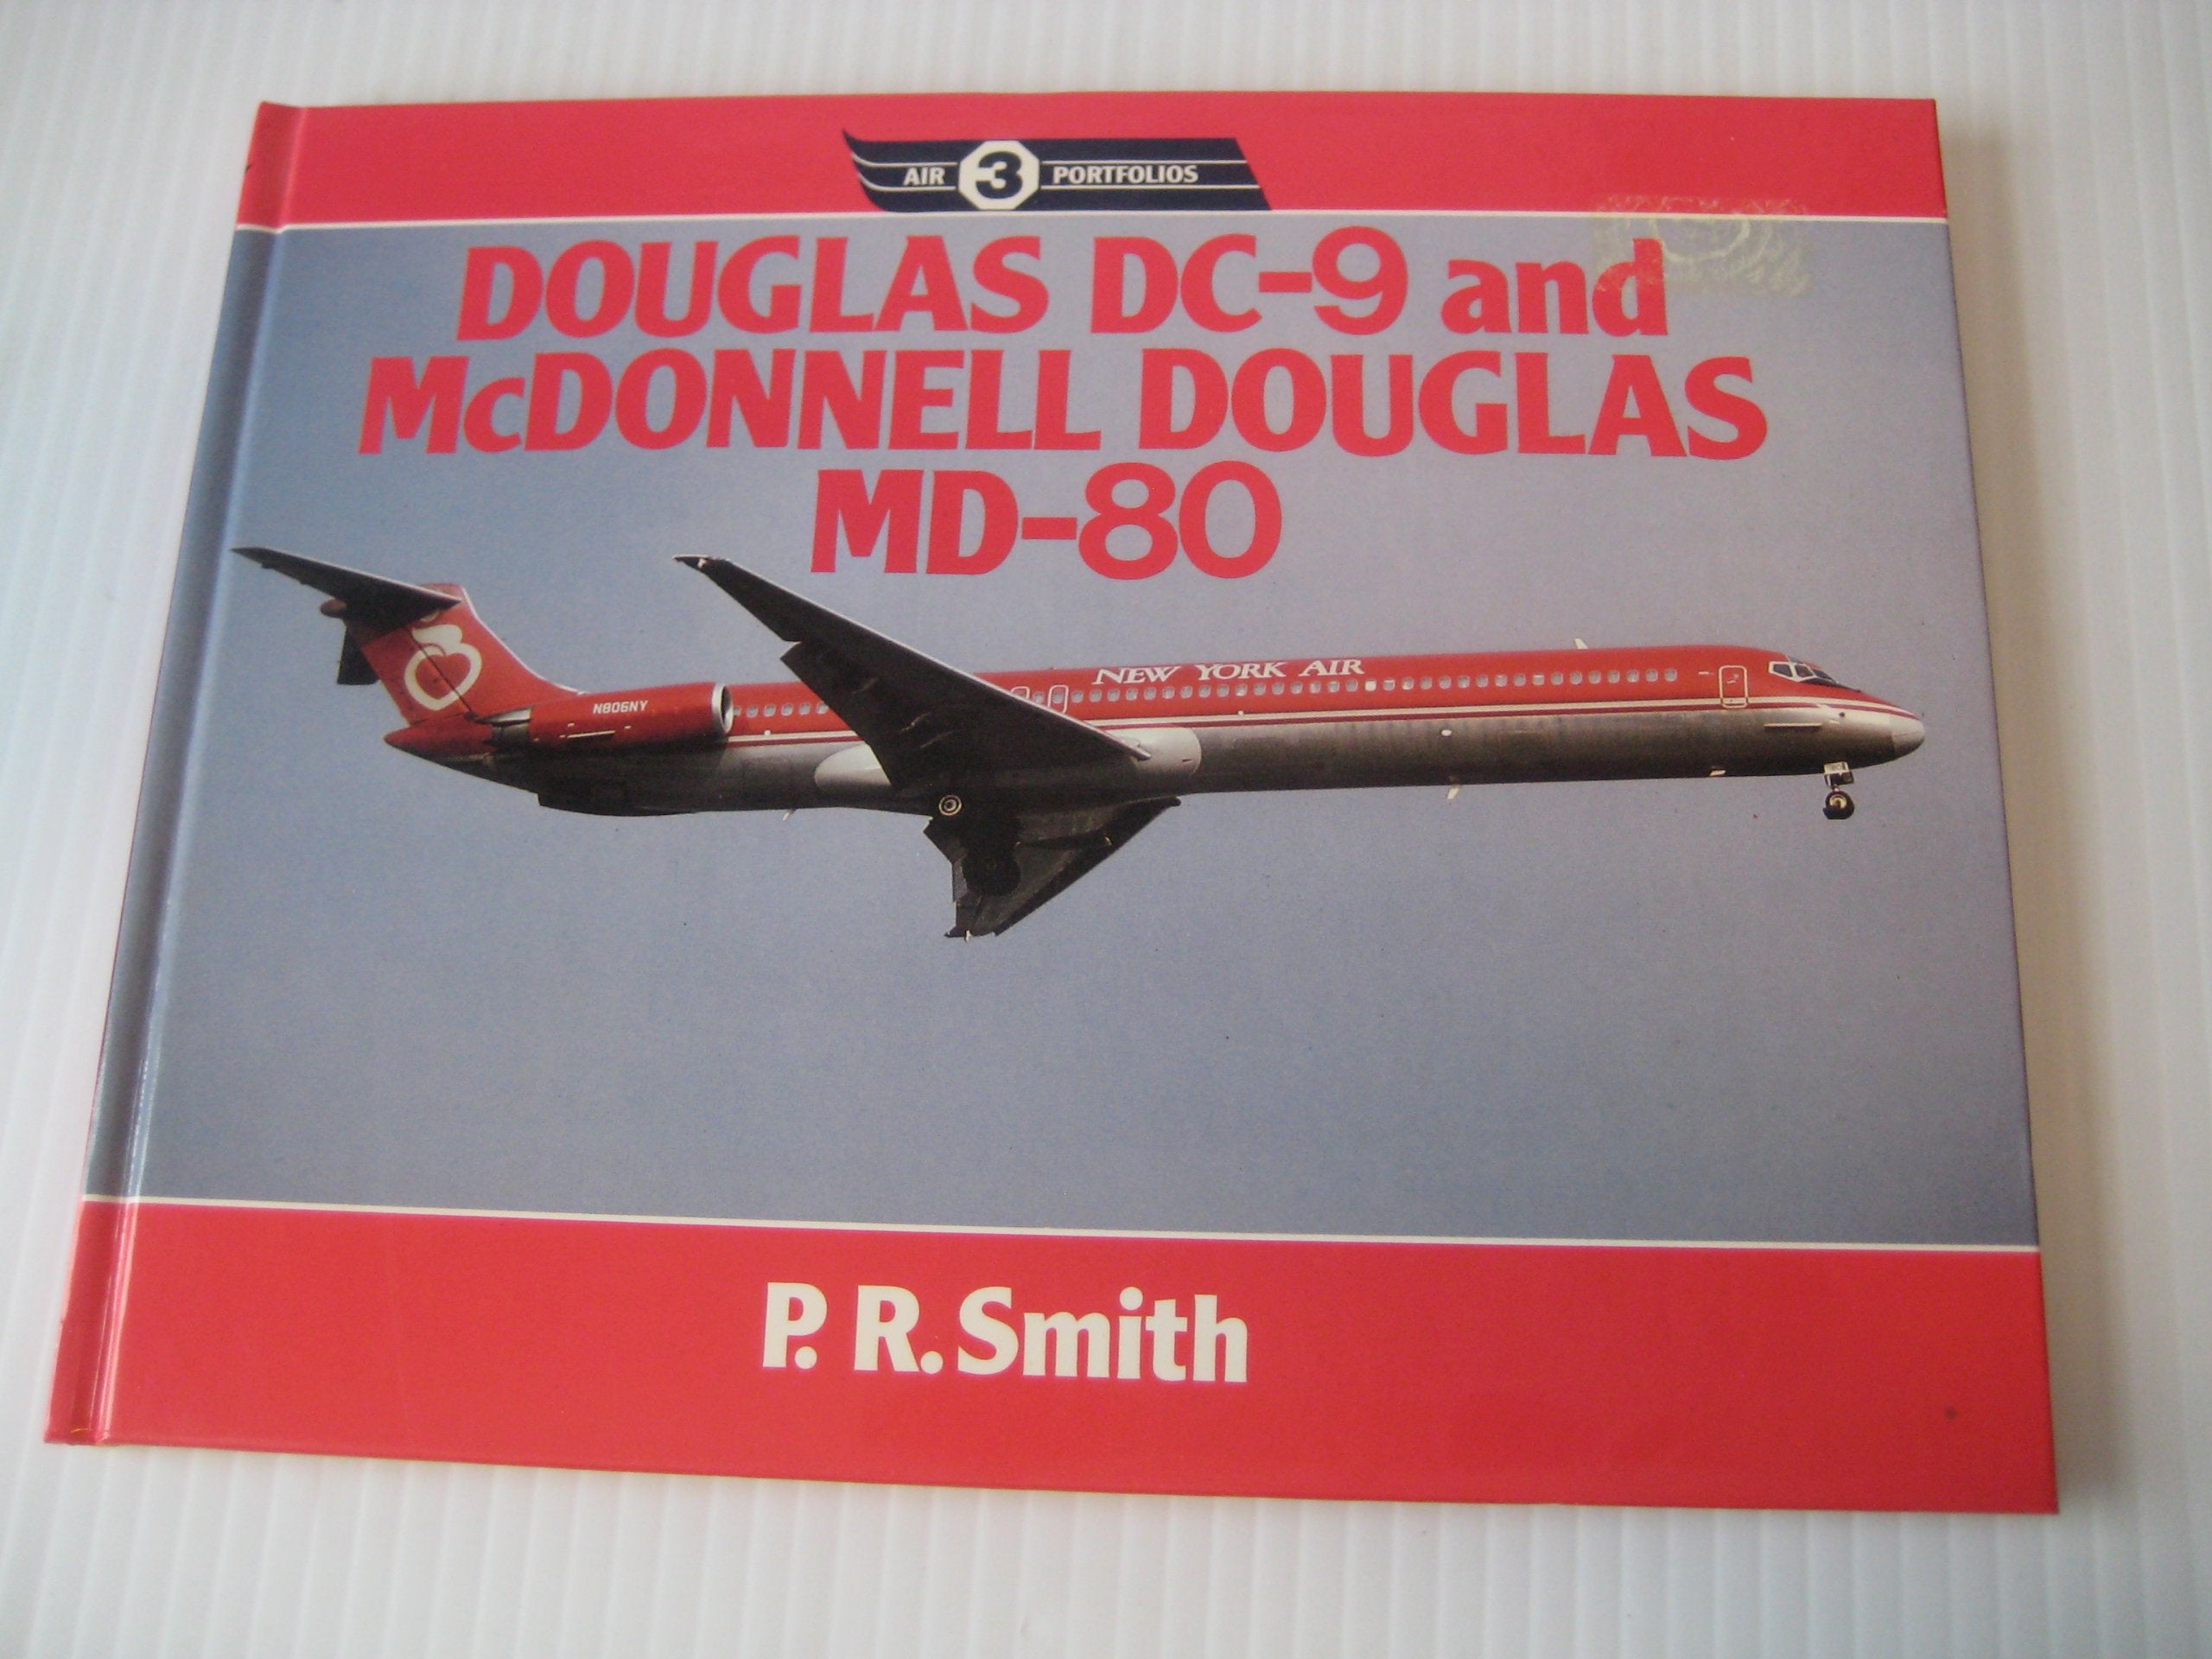 AIR 3 PORTFOLIOS
DOUGLAS DC-9 and
McDONNELL DOUGLAS
MD-80
NEW YORK AIR
N806NY
P. R. Smith